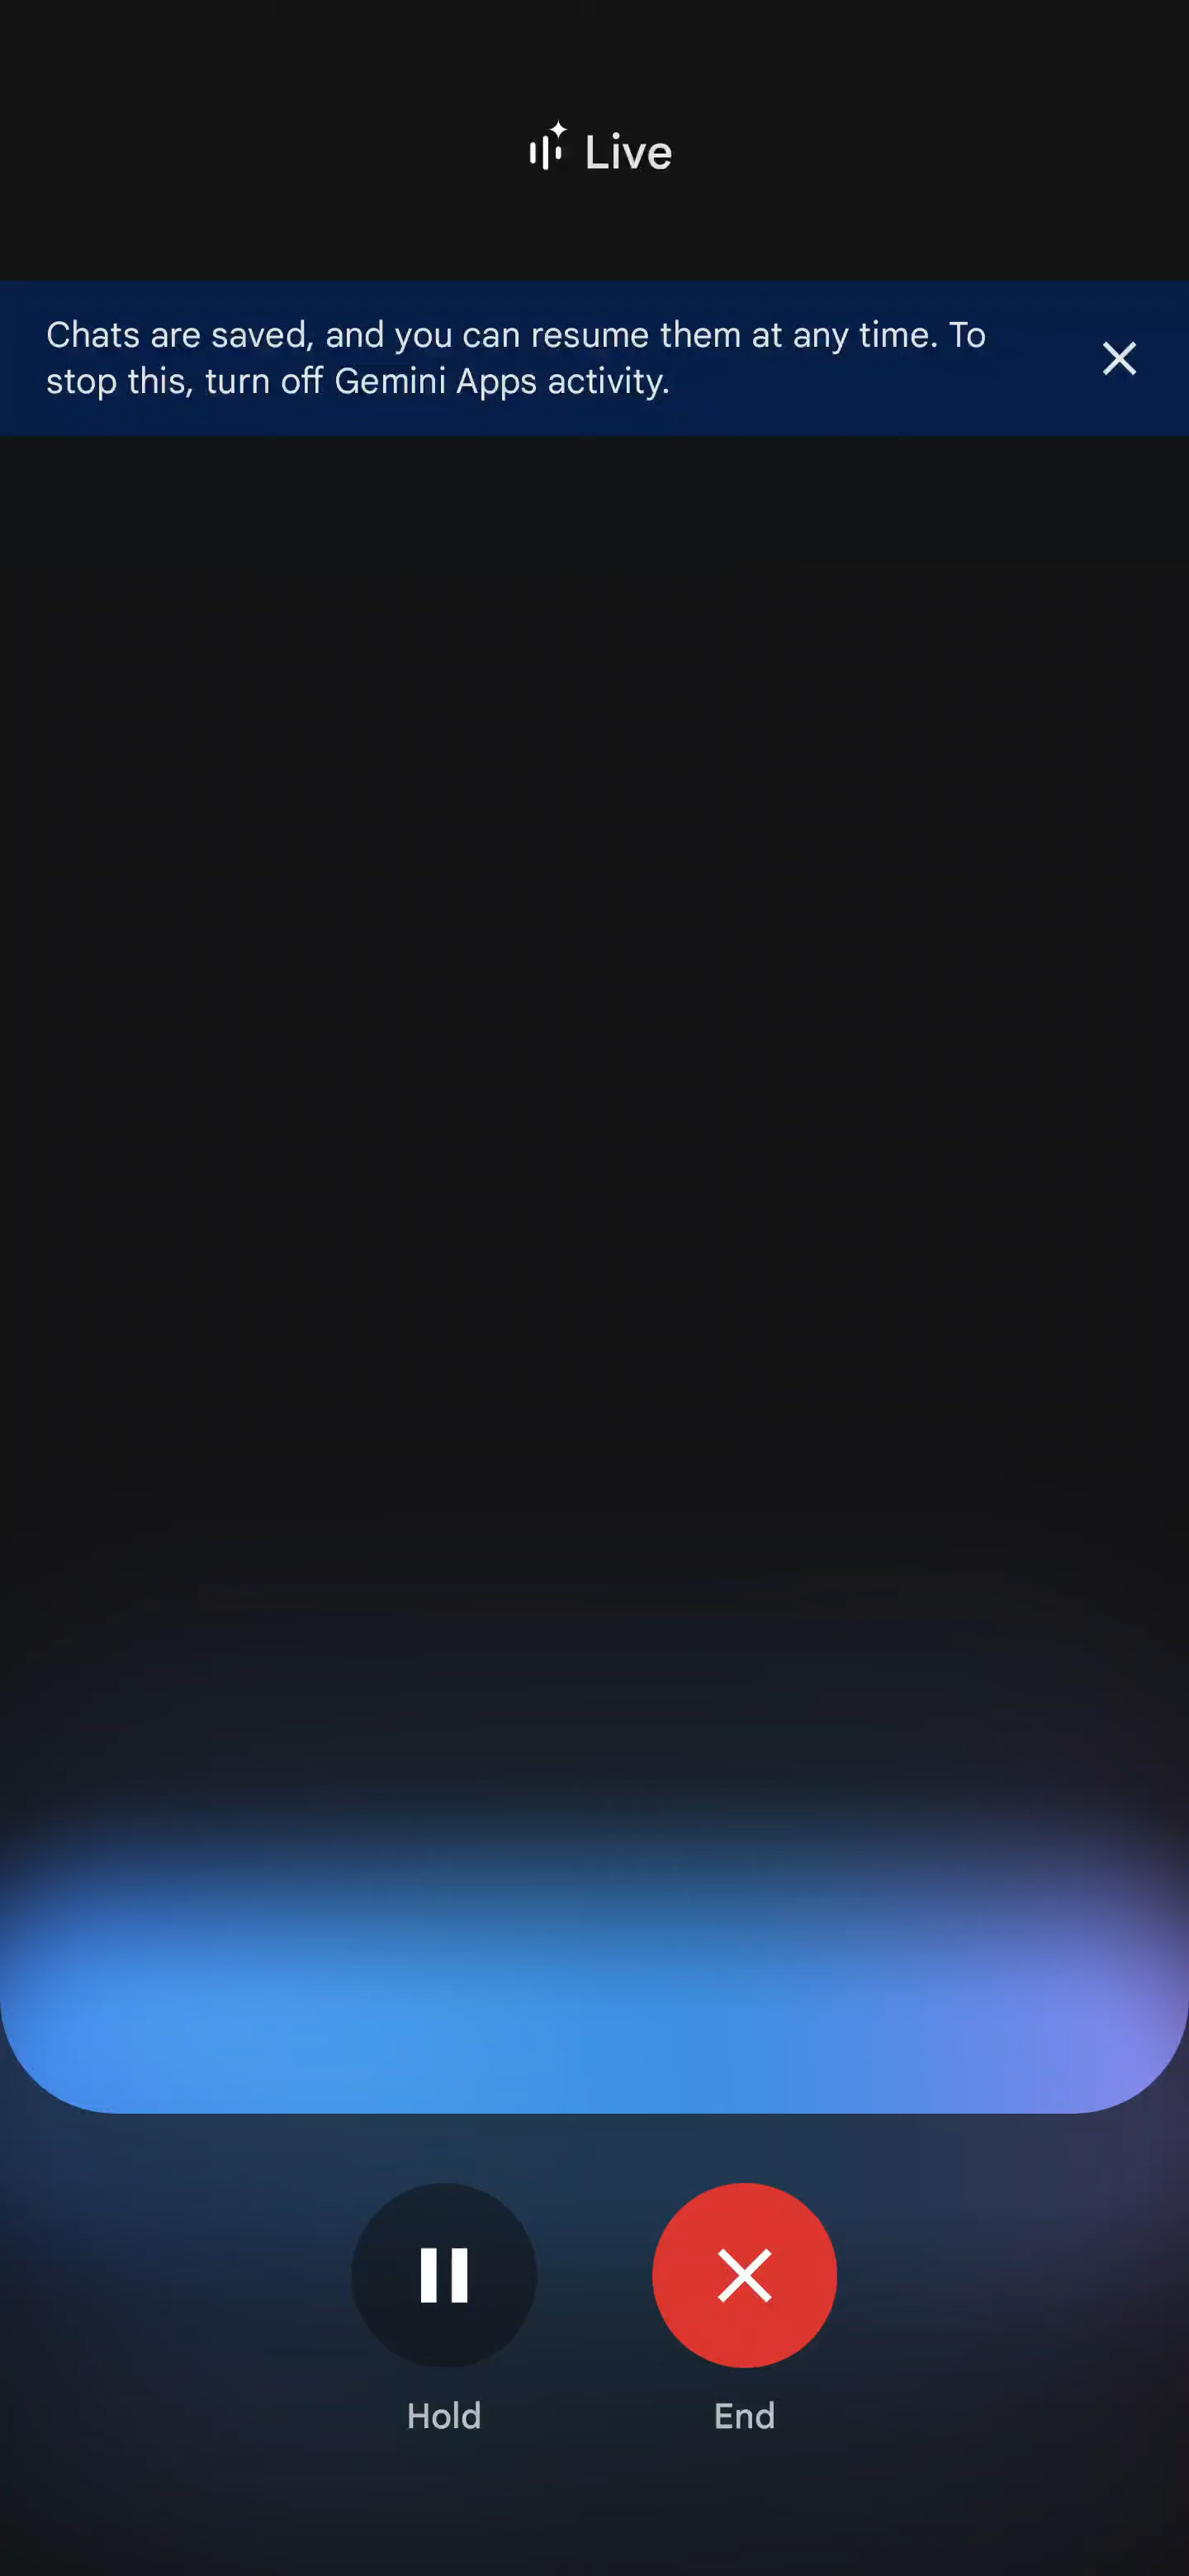 Live
Chats are saved, and you can resume them at any time. To
stop this, turn off Gemini Apps activity.
Hold
End